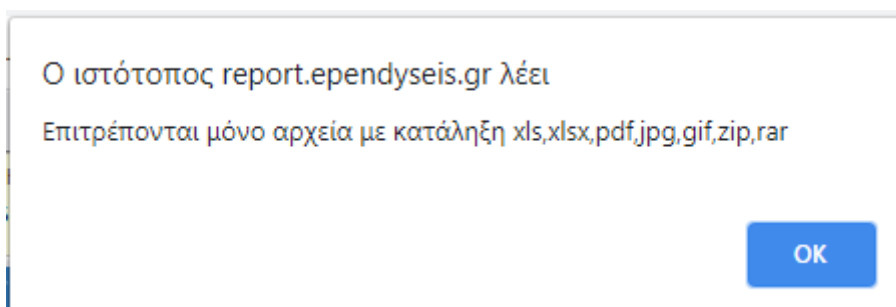 Ο ιστότοπος report.ependyseis.gr λέει
Επιτρέπονται μόνο αρχεία με κατάληξη xls,xlsx,pdf,jpg,gif,zip,rar
OK